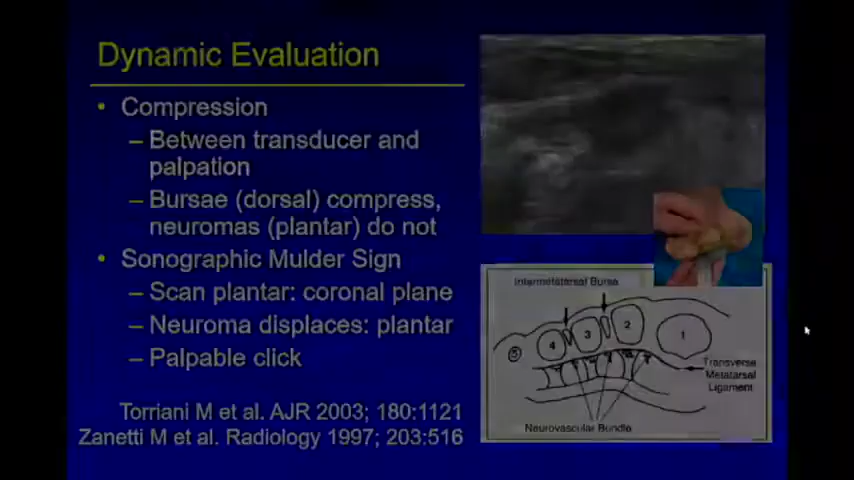 Dynamic Evaluation
• Compression
– Between transducer and
palpation
– Bursae (dorsal) compress,
neuromas (plantar) do not
• Sonographic Mulder Sign
– Scan plantar: coronal plane
– Neuroma displaces: plantar
– Palpable click
Torriani M et al. AJR 2003; 180:1121
Zanetti M et al. Radiology 1997; 203:516
Intermetatarsal Bursa
5 4 3 2 1
Transverse
Metatarsal
Ligament
Neurovascular Bundle